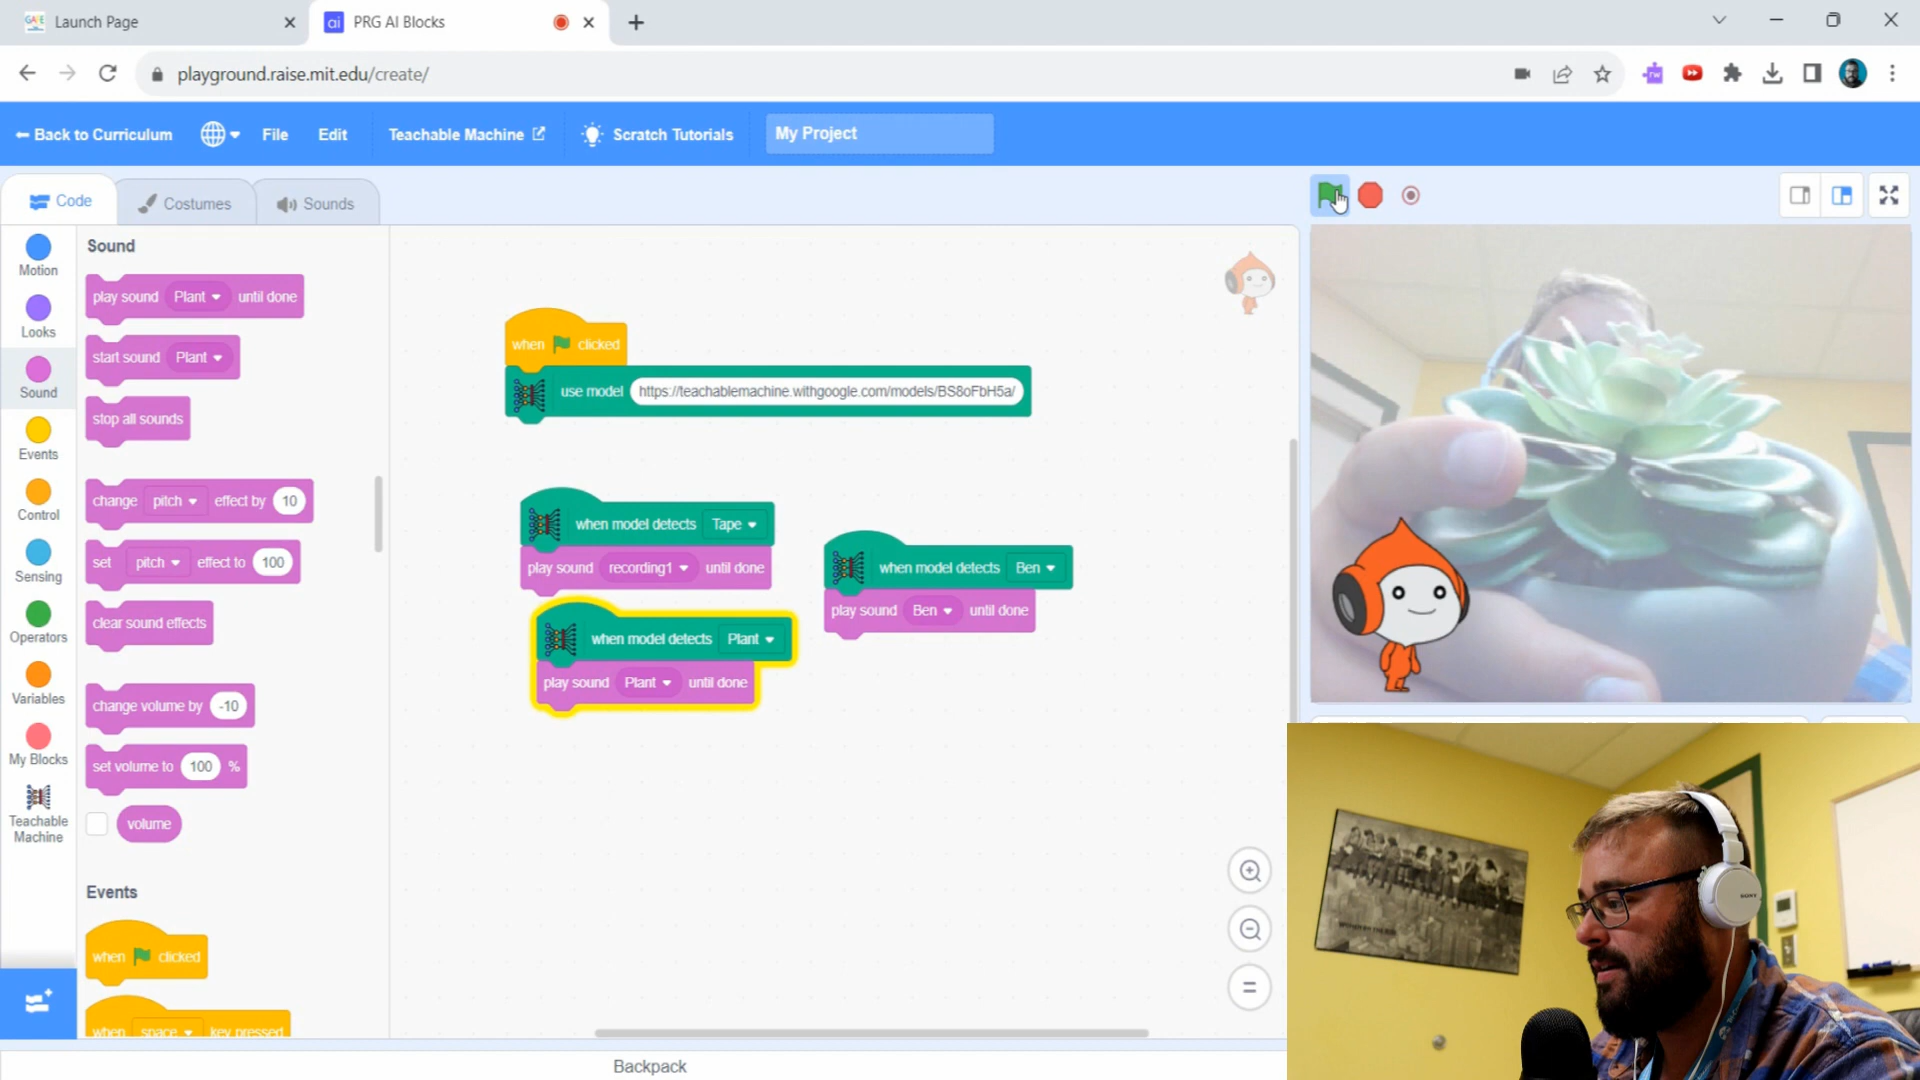 Launch Page
PRG AI Blocks
playground.raise.mit.edu/create/
Back to Curriculum
File
Edit
Teachable Machine
Scratch Tutorials
My Project
Code
Costumes
Sounds
Motion
Looks
Sound
Events
Control
Sensing
Operators
Variables
My Blocks
Teachable
Machine
Sound
play sound Plant until done
start sound Plant
stop all sounds
change pitch effect by 10
set pitch effect to 100
clear sound effects
change volume by -10
set volume to 100 %
volume
Events
when clicked
when space key pressed
when clicked
use model https://teachablemachine.withgoogle.com/models/BS8oFbH5a/
when model detects Tape
play sound recording1 until done
when model detects Ben
play sound Ben until done
when model detects Plant
play sound Plant until done
Backpack
SONY